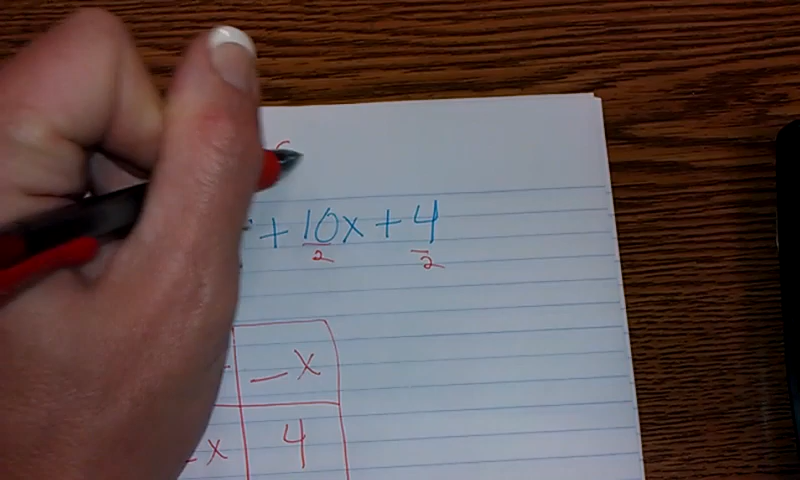 + 10x + 4
2 2
_ x
x 4